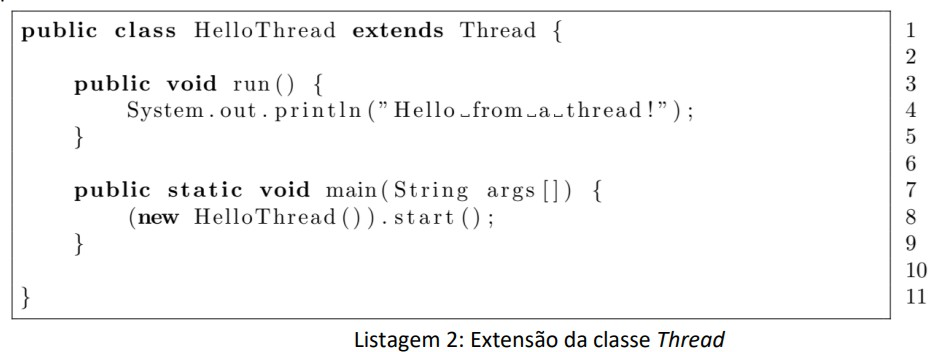 public class HelloThread extends Thread { 1
2
public void run() { 3
System.out.println("Hello␣from␣a␣thread!"); 4
} 5
6
public static void main(String args[]) { 7
(new HelloThread()).start(); 8
} 9
10
} 11
Listagem 2: Extensão da classe Thread